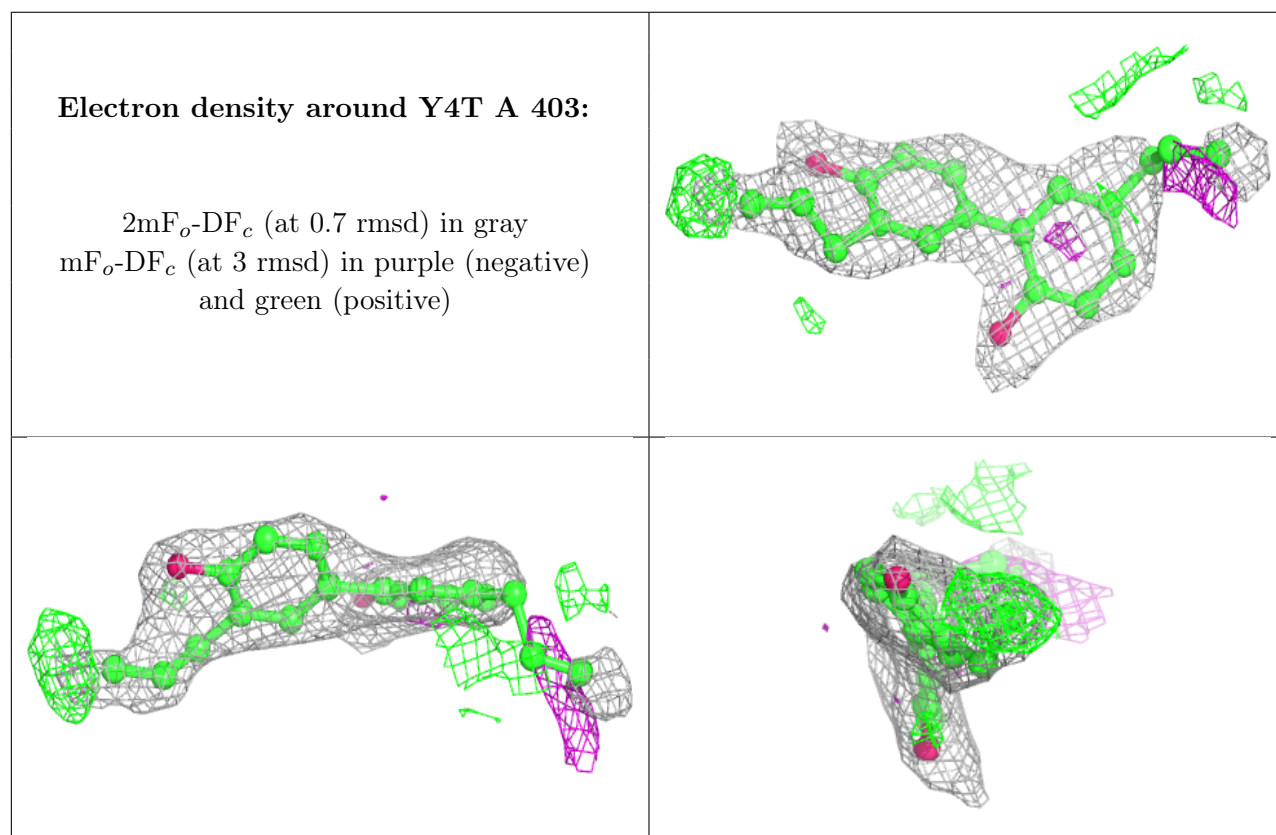 Electron density around Y4T A 403:
2mFo-DFc (at 0.7 rmsd) in gray
mFo-DFc (at 3 rmsd) in purple (negative)
and green (positive)